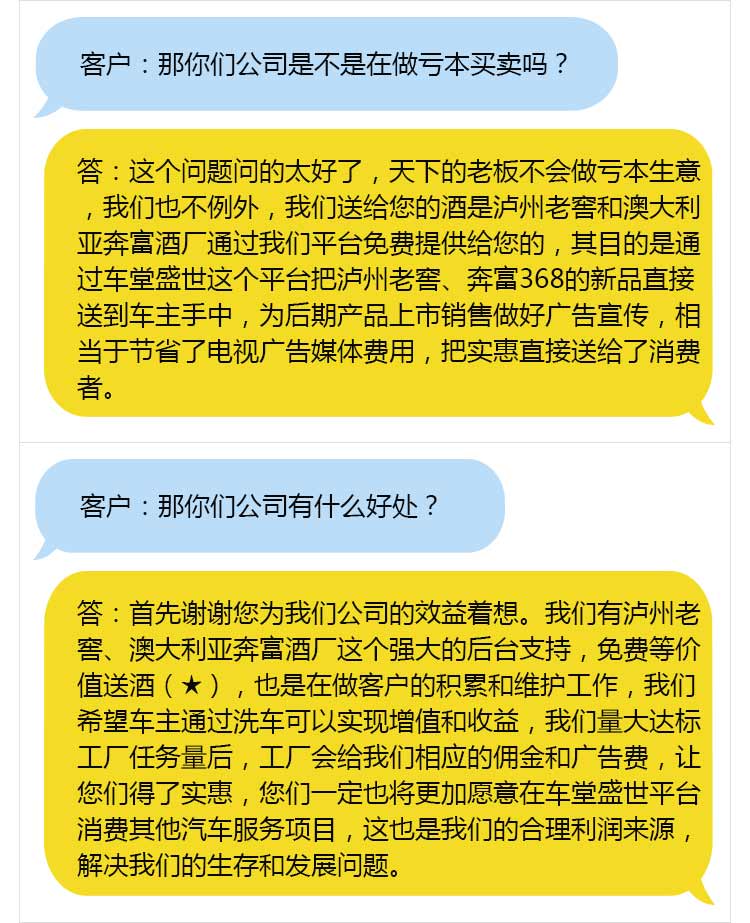 客户：那你们公司是不是在做亏本买卖吗？
答：这个问题问的太好了，天下的老板不会做亏本生意
，我们也不例外，我们送给您的酒是泸州老窖和澳大利
亚奔富酒厂通过我们平台免费提供给您的，其目的是通
过车堂盛世这个平台把泸州老窖、奔富368的新品直接
送到车主手中，为后期产品上市销售做好广告宣传，相
当于节省了电视广告媒体费用，把实惠直接送给了消费
者。
客户：那你们公司有什么好处？
答：首先谢谢您为我们公司的效益着想。我们有泸州老
窖、澳大利亚奔富酒厂这个强大的后台支持，免费等价
值送酒（★），也是在做客户的积累和维护工作，我们
希望车主通过洗车可以实现增值和收益，我们量大达标
工厂任务量后，工厂会给我们相应的佣金和广告费，让
您们得了实惠，您们一定也将更加愿意在车堂盛世平台
消费其他汽车服务项目，这也是我们的合理利润来源，
解决我们的生存和发展问题。